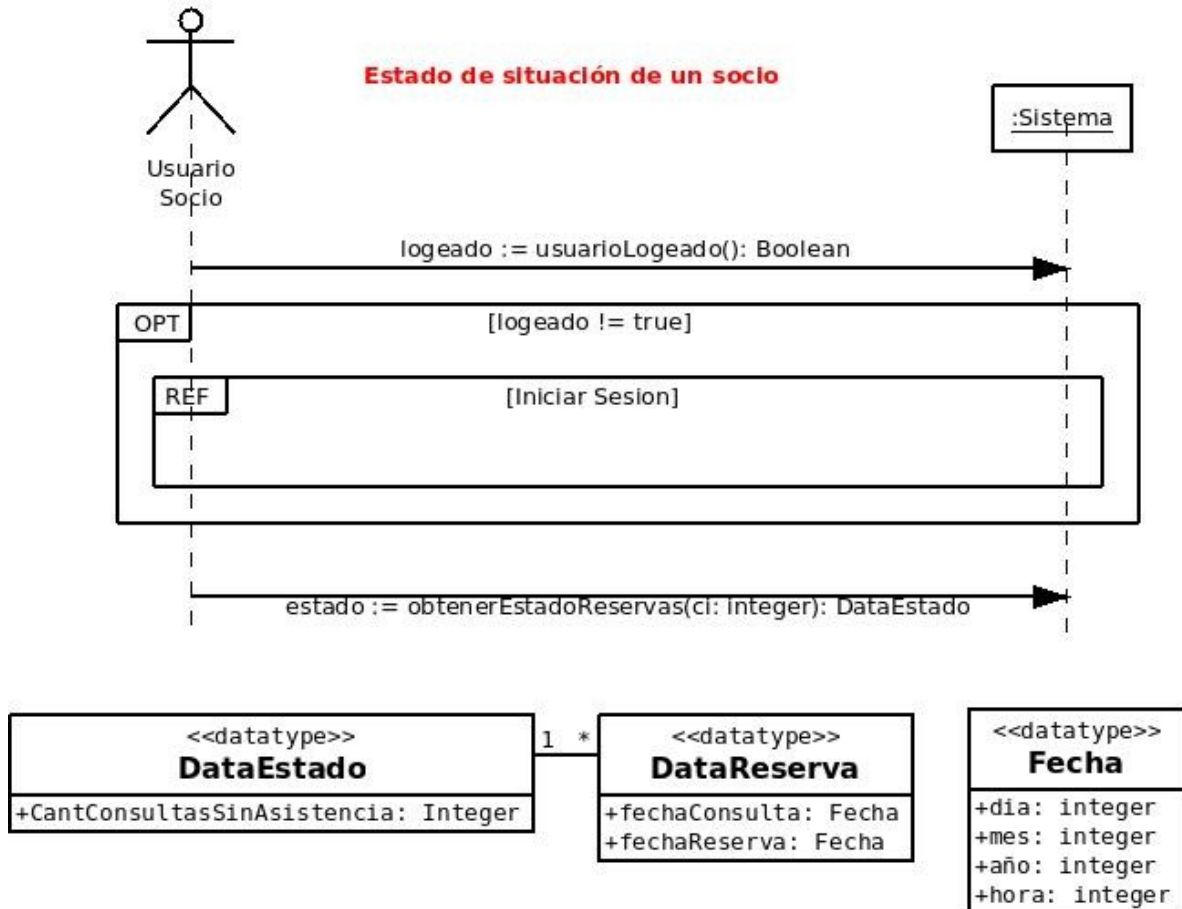 Estado de situación de un socio
:Sistema
Usuario
Socio
logeado := usuarioLogeado(): Boolean
OPT
[logeado != true]
REF
[Iniciar Sesion]
estado := obtenerEstadoReservas(ci: integer): DataEstado
<<datatype>>
DataEstado
+CantConsultasSinAsistencia: Integer
1 *
<<datatype>>
DataReserva
+fechaConsulta: Fecha
+fechaReserva: Fecha
<<datatype>>
Fecha
+dia: integer
+mes: integer
+año: integer
+hora: integer